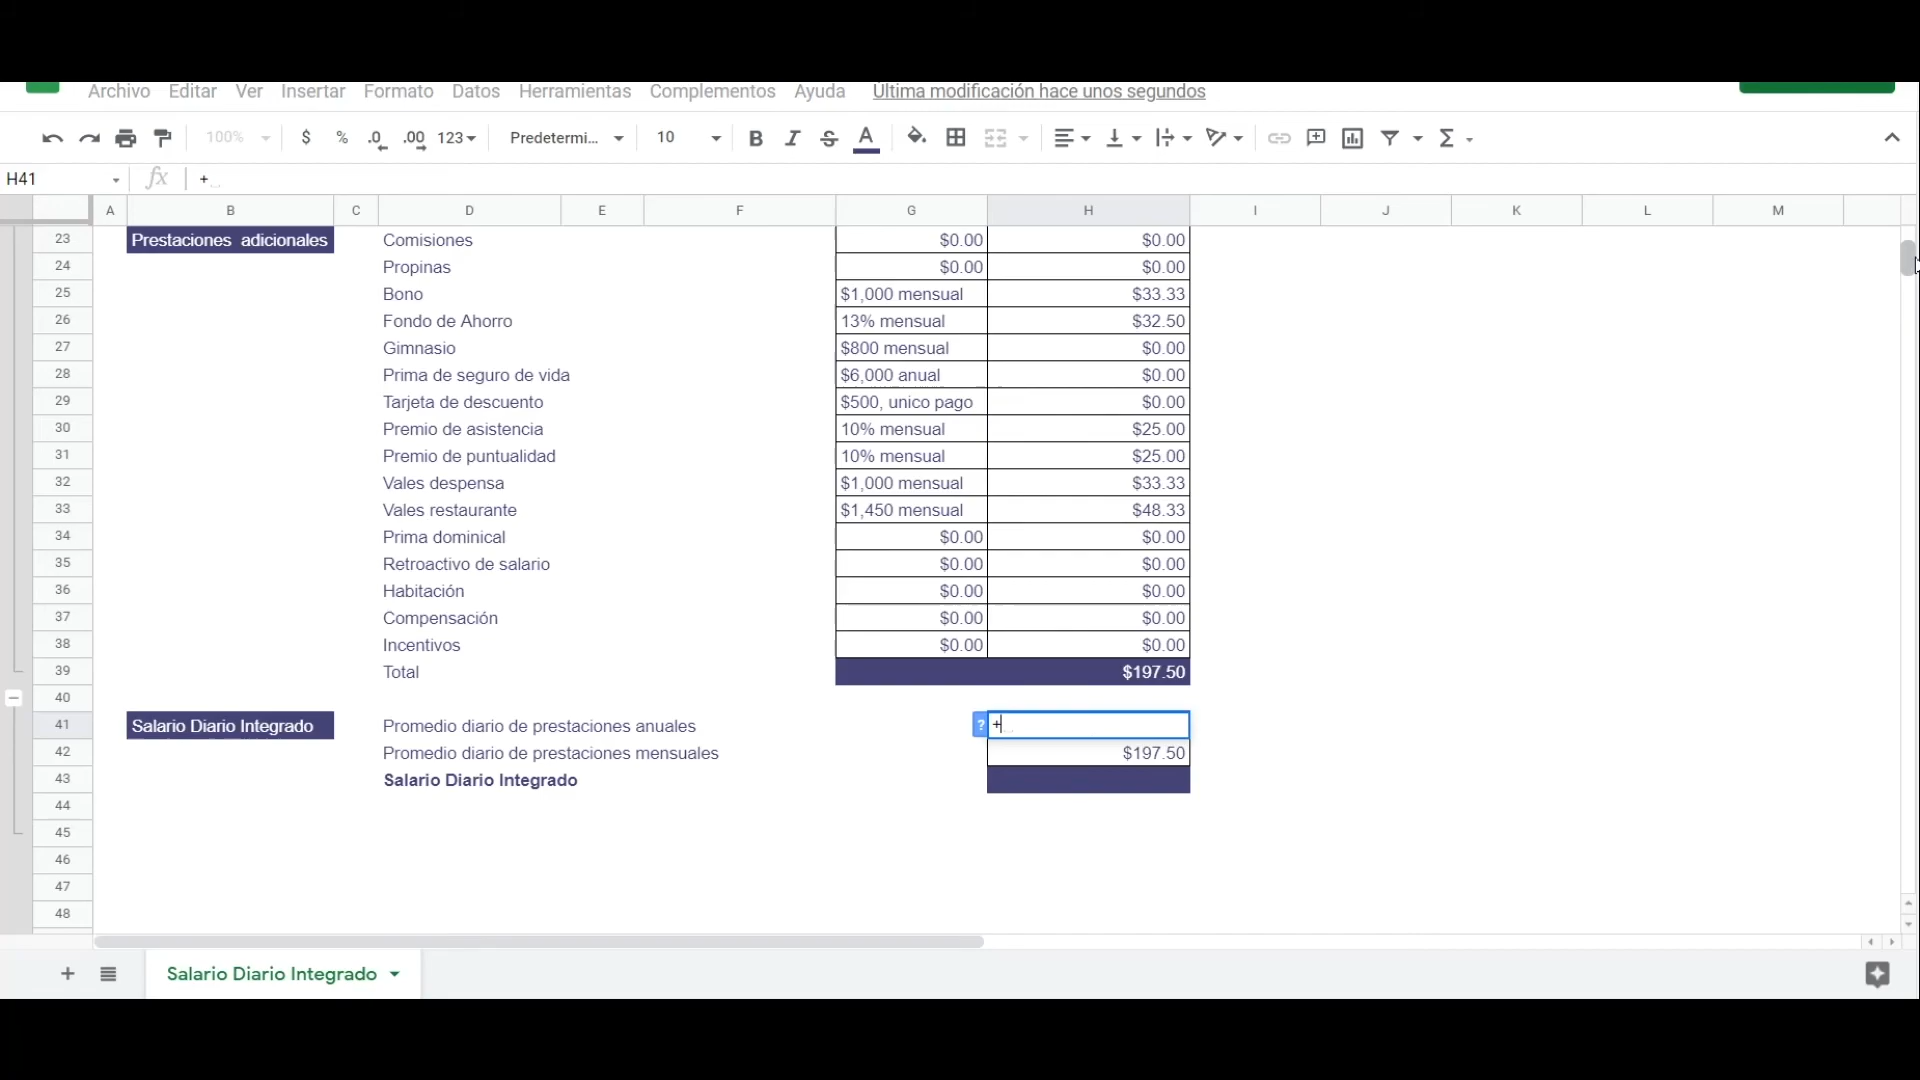 Archivo Editar Ver Insertar Formato Datos Herramientas Complementos Ayuda Última modificación hace unos segundos
100% $ % .0 .00 123 Predetermi... 10 B I S A Σ
H41 fx +
A B C D E F G H I J K L M
23 Prestaciones adicionales Comisiones $0.00 $0.00
24 Propinas $0.00 $0.00
25 Bono $1,000 mensual $33.33
26 Fondo de Ahorro 13% mensual $32.50
27 Gimnasio $800 mensual $0.00
28 Prima de seguro de vida $6,000 anual $0.00
29 Tarjeta de descuento $500, unico pago $0.00
30 Premio de asistencia 10% mensual $25.00
31 Premio de puntualidad 10% mensual $25.00
32 Vales despensa $1,000 mensual $33.33
33 Vales restaurante $1,450 mensual $48.33
34 Prima dominical $0.00 $0.00
35 Retroactivo de salario $0.00 $0.00
36 Habitación $0.00 $0.00
37 Compensación $0.00 $0.00
38 Incentivos $0.00 $0.00
39 Total $197.50
40
41 Salario Diario Integrado Promedio diario de prestaciones anuales ? +
42 Promedio diario de prestaciones mensuales $197.50
43 Salario Diario Integrado
44
45
46
47
48
+ Salario Diario Integrado